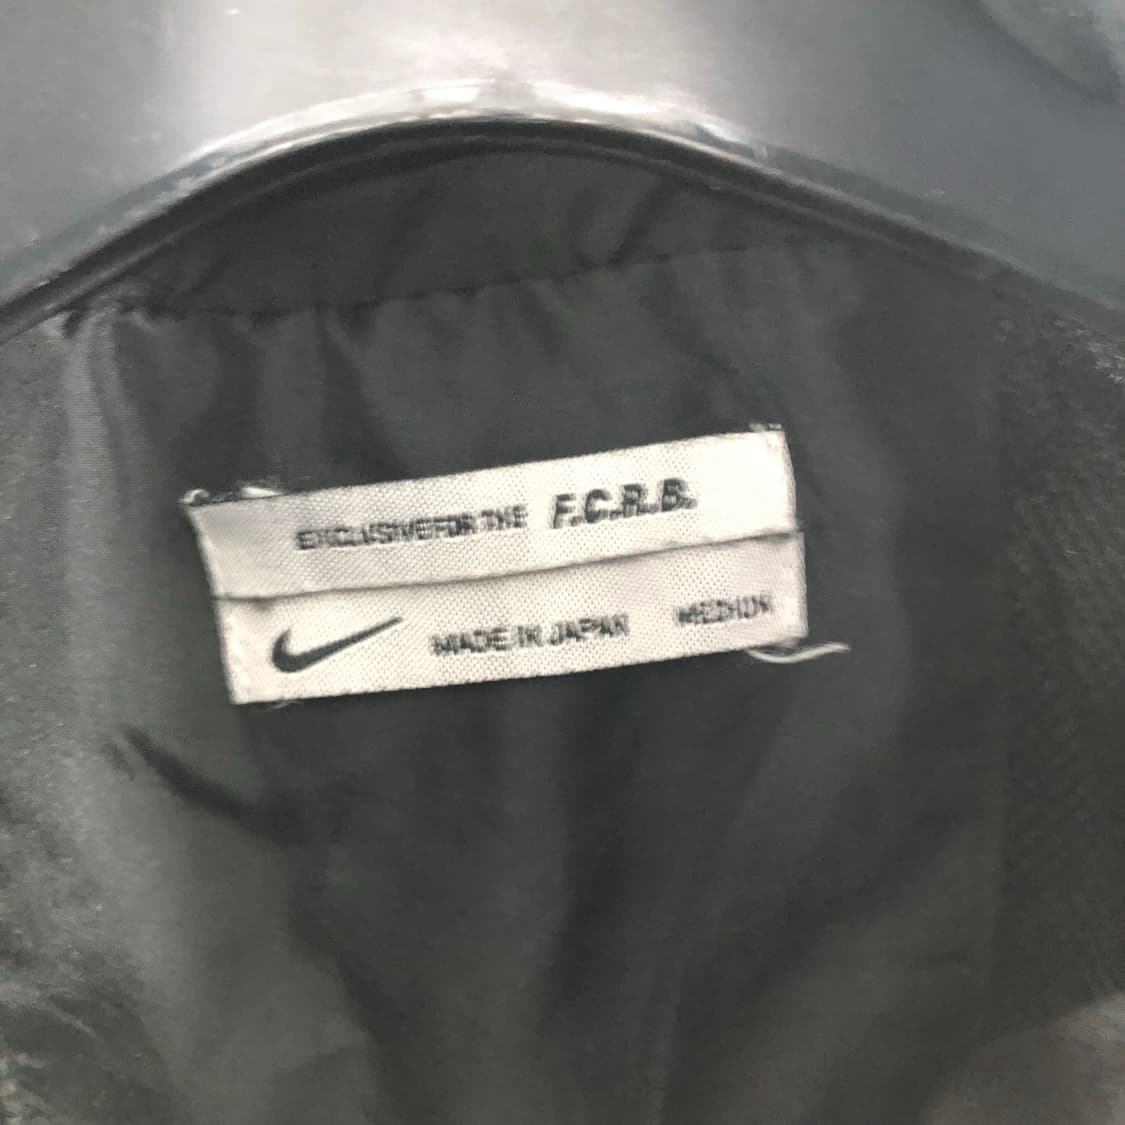 EXCLUSIVE FOR THE F.C.R.B.
MADE IN JAPAN MEDIUM